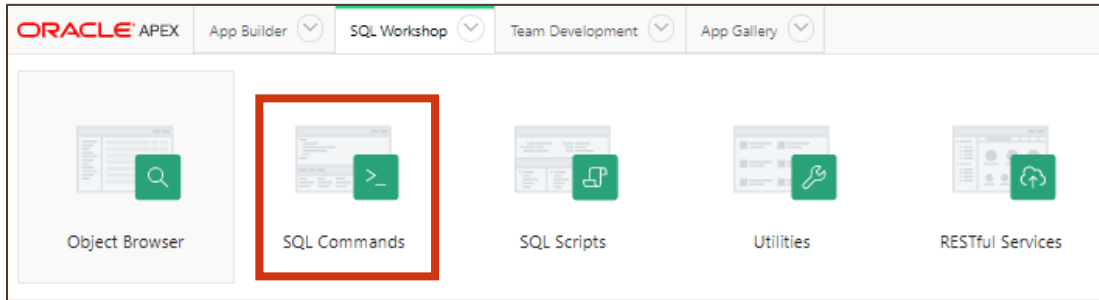 ORACLE APEX App Builder SQL Workshop Team Development App Gallery
Object Browser SQL Commands SQL Scripts Utilities RESTful Services